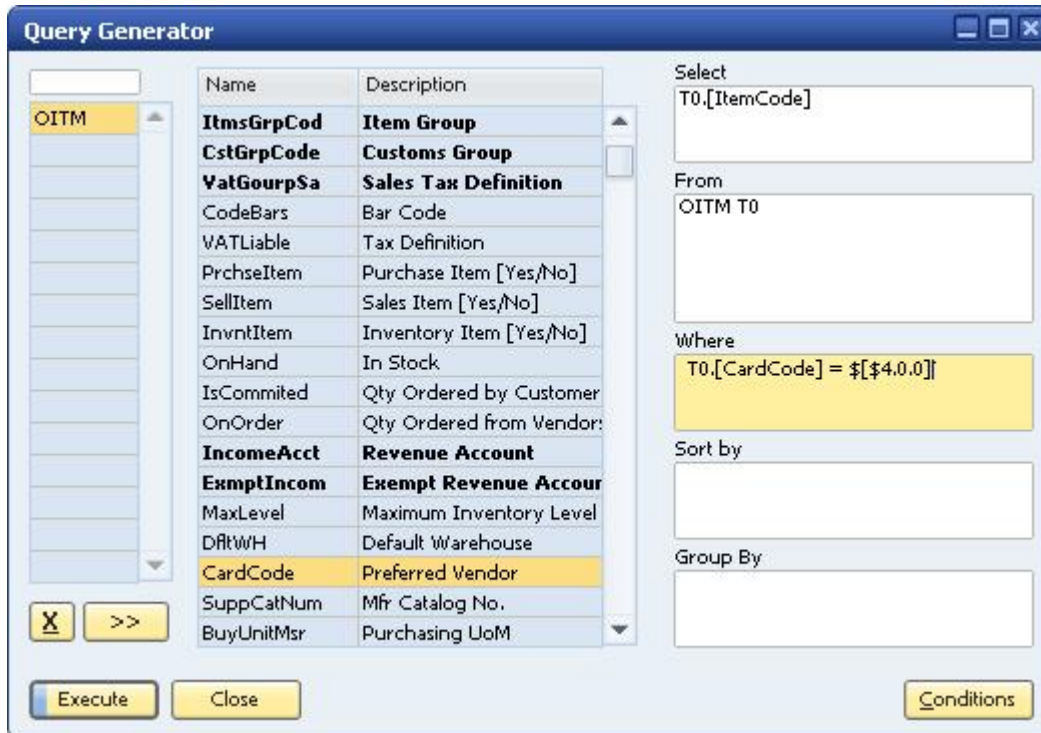 Query Generator
OITM
Name Description
ItmsGrpCod Item Group
CstGrpCode Customs Group
VatGourpSa Sales Tax Definition
CodeBars Bar Code
VATLiable Tax Definition
PrchseItem Purchase Item [Yes/No]
SellItem Sales Item [Yes/No]
InvntItem Inventory Item [Yes/No]
OnHand In Stock
IsCommited Qty Ordered by Customer
OnOrder Qty Ordered from Vendor:
IncomeAcct Revenue Account
ExmptIncom Exempt Revenue Accour
MaxLevel Maximum Inventory Level
DfltWH Default Warehouse
CardCode Preferred Vendor
SuppCatNum Mfr Catalog No.
BuyUnitMsr Purchasing UoM
X >>
Select
T0.[ItemCode]
From
OITM T0
Where
T0.[CardCode] = $[$4.0.0]
Sort by
Group By
Execute Close Conditions